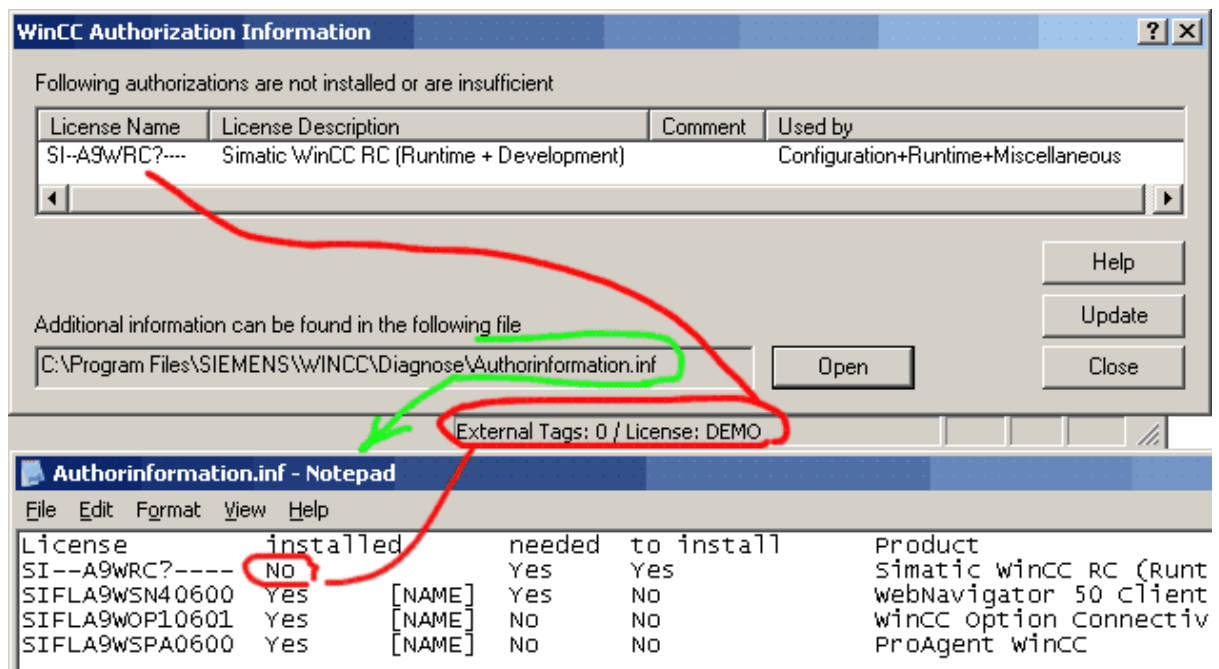 WinCC Authorization Information
Following authorizations are not installed or are insufficient
License Name License Description Comment Used by
SI--A9WRC?---- Simatic WinCC RC (Runtime + Development) Configuration+Runtime+Miscellaneous
Help
Additional information can be found in the following file
Update
C:\Program Files\SIEMENS\WINCC\Diagnose\Authorinformation.inf Open Close
External Tags: 0 / License: DEMO
Authorinformation.inf - Notepad
File Edit Format View Help
License installed needed to install Product
SI--A9WRC?----- No Yes Yes Simatic WinCC RC (Runt
SIFLA9WSN40600 Yes [NAME] Yes No WebNavigator 50 Client
SIFLA9WOP10601 Yes [NAME] No No WinCC Option Connectiv
SIFLA9WSPA0600 Yes [NAME] No No ProAgent WinCC